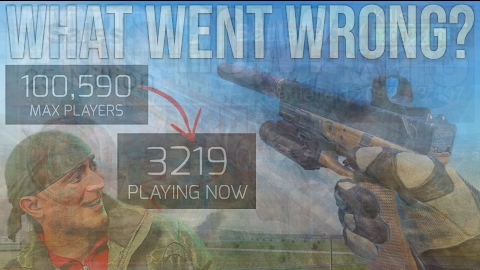 WHAT WENT WRONG?
100,590
MAX PLAYERS
3219
PLAYING NOW